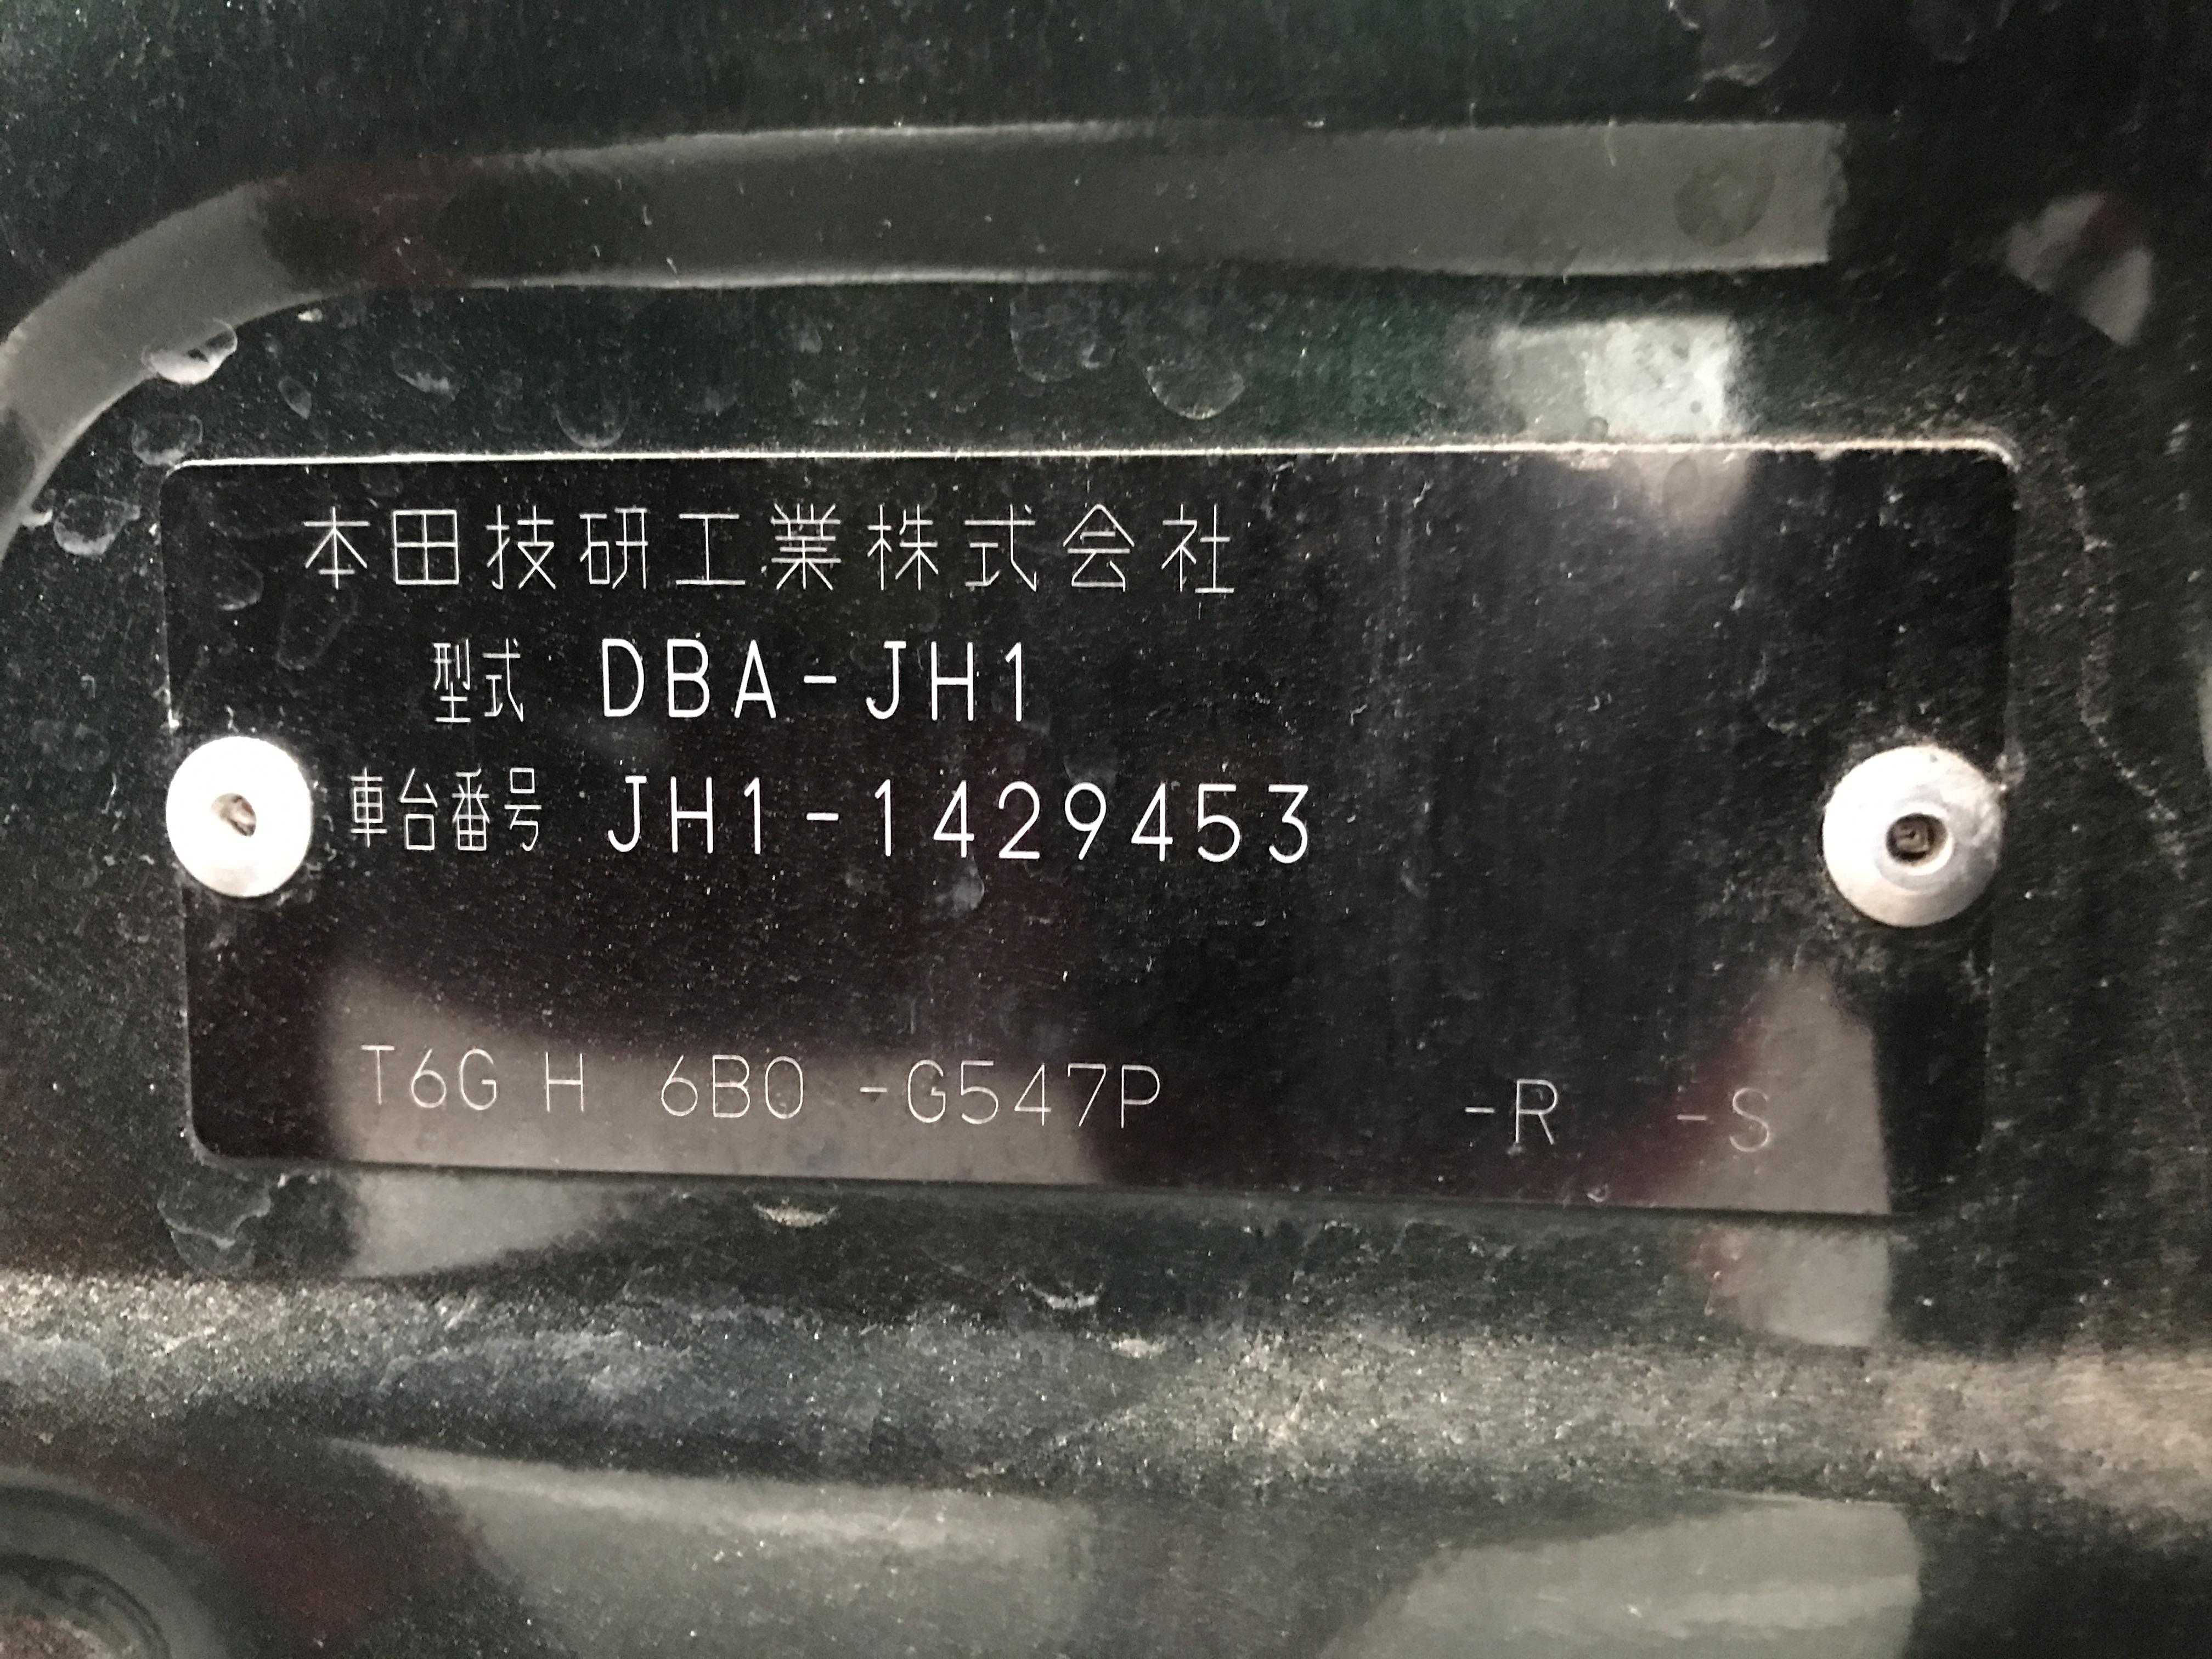 本田技研工業株式会社
型式 DBA-JH1
車台番号 JH1-1429453
T6G H 6B0 -G547P -R -S